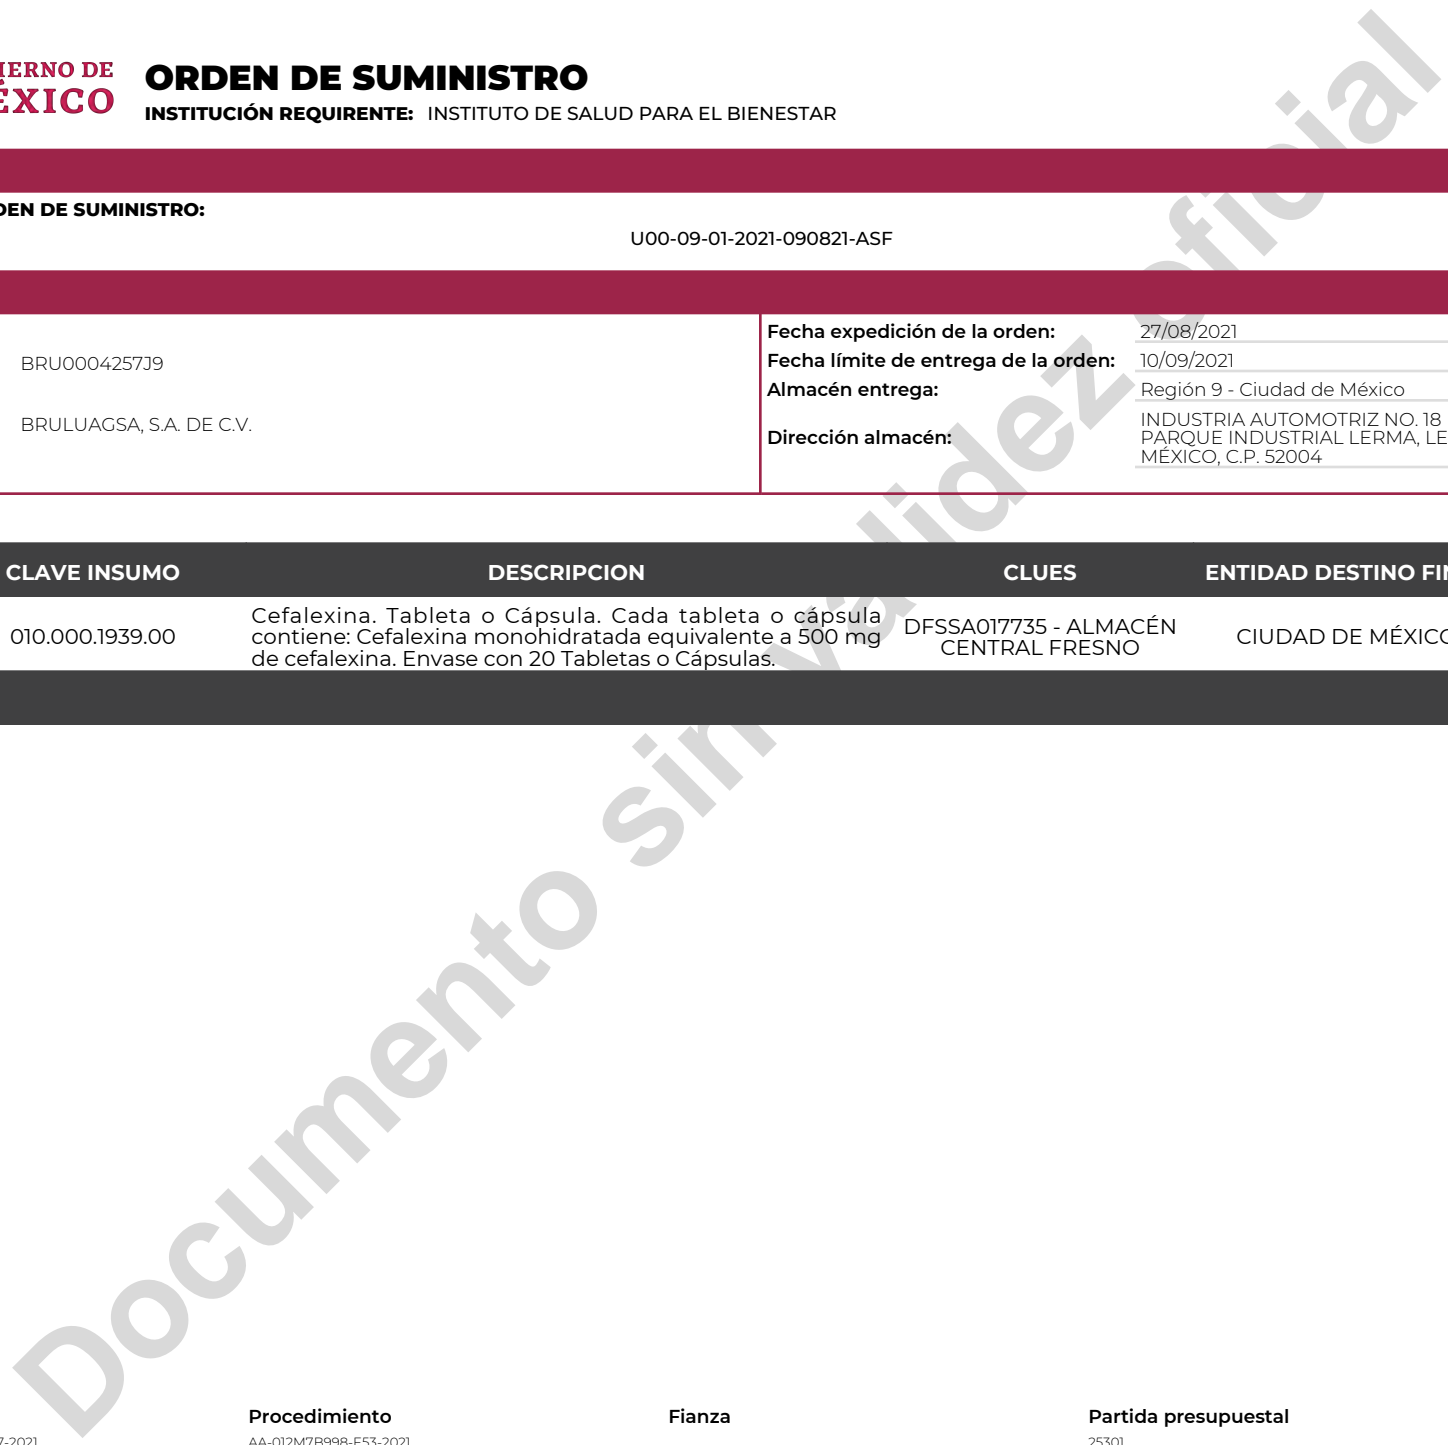 ORDEN DE SUMINISTRO
INSTITUCIÓN REQUIRENTE: INSTITUTO DE SALUD PARA EL BIENESTAR
DE
XICO
DE SUMINISTRO:
U00-09-01-2021-090821-ASF
BRU0004257J9
BRULUAGSA, S.A. DE C.V.
Fecha expedición de la orden: 27/08/2021
Fecha límite de entrega de la orden: 10/09/2021
Almacén entrega: Región 9 - Ciudad de México
Dirección almacén:
INDUSTRIA AUTOMOTRIZ NO. 18
PARQUE INDUSTRIAL LERMA, LE
MÉXICO, C.P. 52004
CLAVE INSUMO DESCRIPCION CLUES ENTIDAD DESTINO
010.000.1939.00
Cefalexina. Tableta o Cápsula. Cada tableta o cápsula
contiene: Cefalexina monohidratada equivalente a 500 mg
de cefalexina. Envase con 20 Tabletas o Cápsulas.
DFSSA017735 - ALMACÉN
CENTRAL FRESNO
CIUDAD DE MÉXICO
Documento sin validez oficial
Procedimiento Fianza Partida presupuestal
7-2021 AA-012M7B998-E53-2021 25301